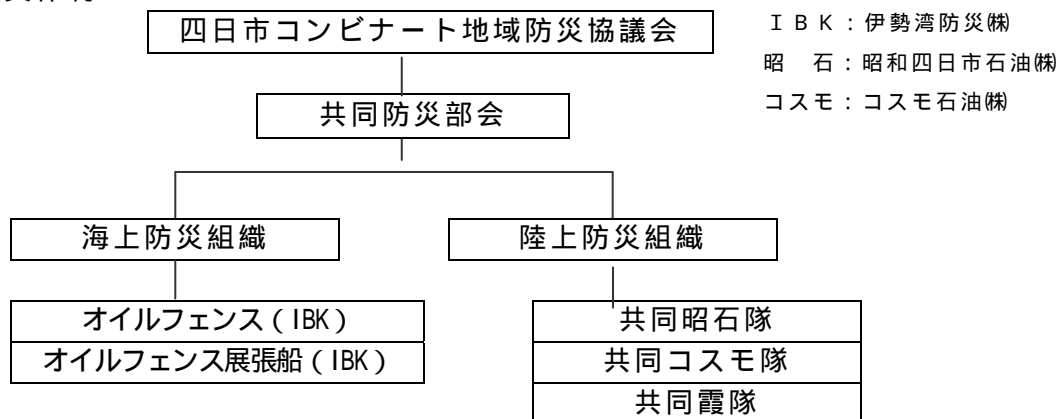 四日市コンビナート地域防災協議会
ＩＢＫ：伊勢湾防災㈱
昭　石：昭和四日市石油㈱
コスモ：コスモ石油㈱
共同防災部会
海上防災組織
陸上防災組織
オイルフェンス（IBK）
オイルフェンス展張船（IBK）
共同昭石隊
共同コスモ隊
共同霞隊